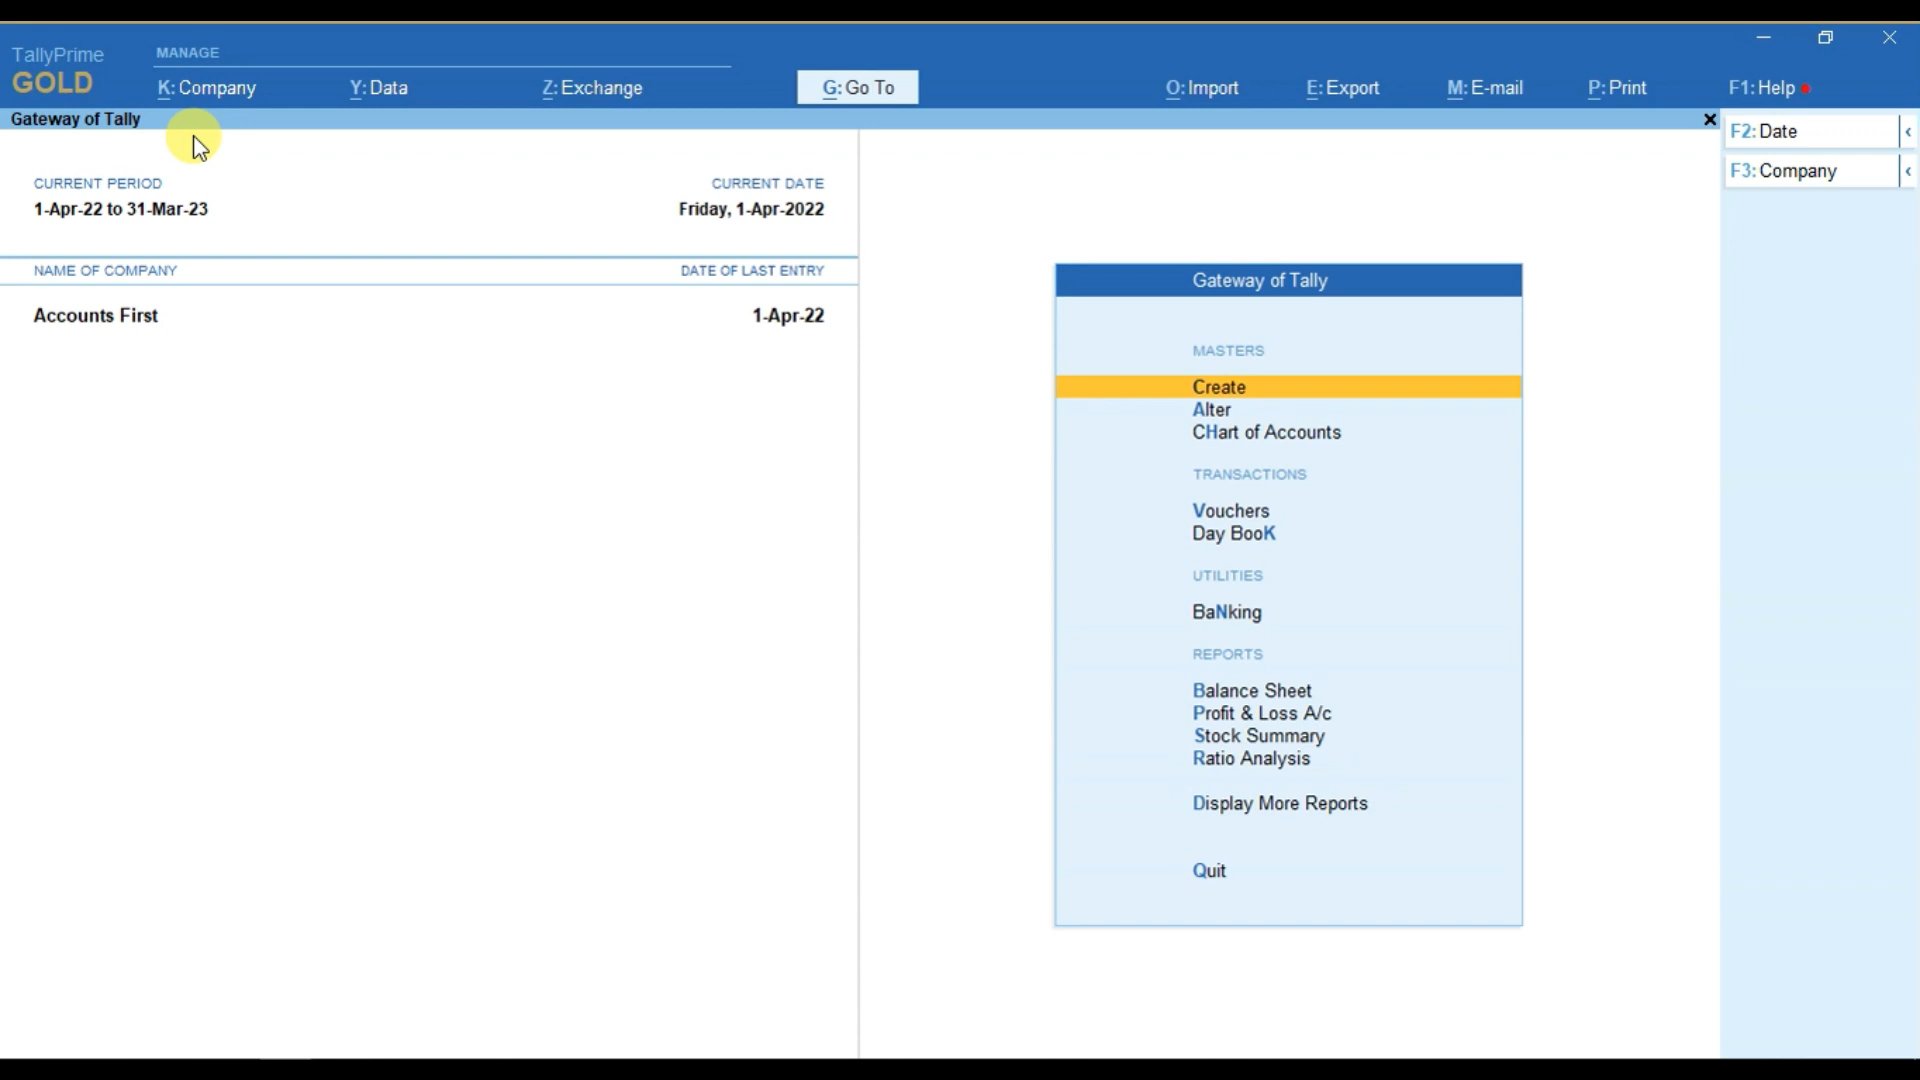 TallyPrime
GOLD
MANAGE
K: Company
Y: Data
Z: Exchange
G: Go To
O: Import
E: Export
M: E-mail
P: Print
F1: Help
Gateway of Tally
F2: Date
F3: Company
CURRENT PERIOD
CURRENT DATE
1-Apr-22 to 31-Mar-23
Friday, 1-Apr-2022
NAME OF COMPANY
DATE OF LAST ENTRY
Accounts First
1-Apr-22
Gateway of Tally
MASTERS
Create
Alter
CHart of Accounts
TRANSACTIONS
Vouchers
Day BooK
UTILITIES
BaNking
REPORTS
Balance Sheet
Profit & Loss A/c
Stock Summary
Ratio Analysis
Display More Reports
Quit